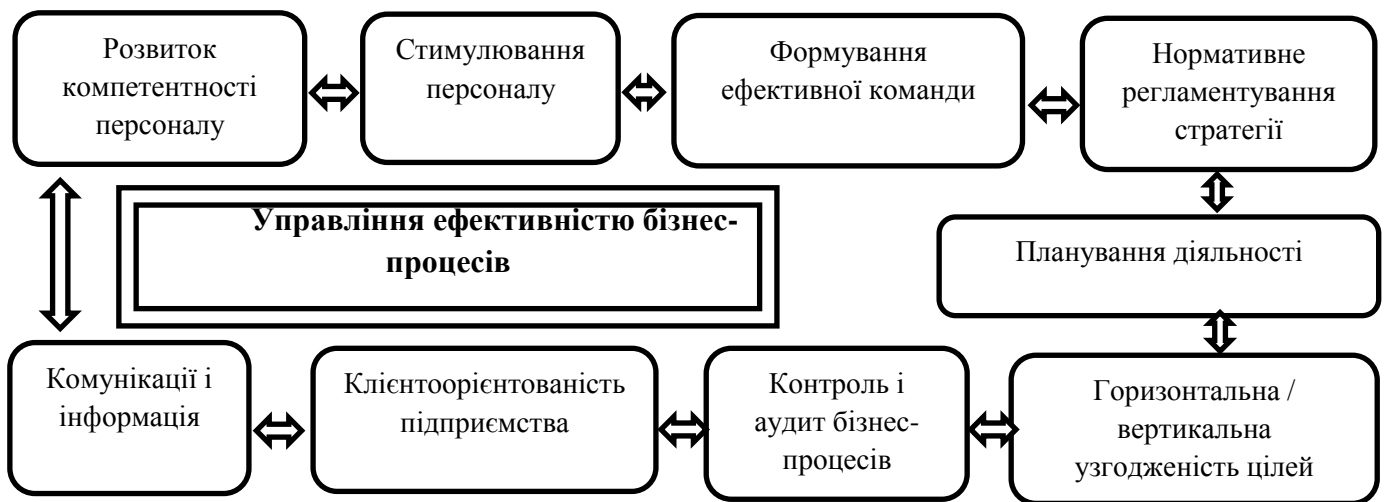 Розвиток
компетентності
персоналу
Стимулювання
персоналу
Формування
ефективної команди
Нормативне
регламентування
стратегії
Управління ефективністю бізнес-
процесів
Планування діяльності
Комунікації і
інформація
Клієнтоорієнтованість
підприємства
Контроль і
аудит бізнес-
процесів
Горизонтальна /
вертикальна
узгодженість цілей